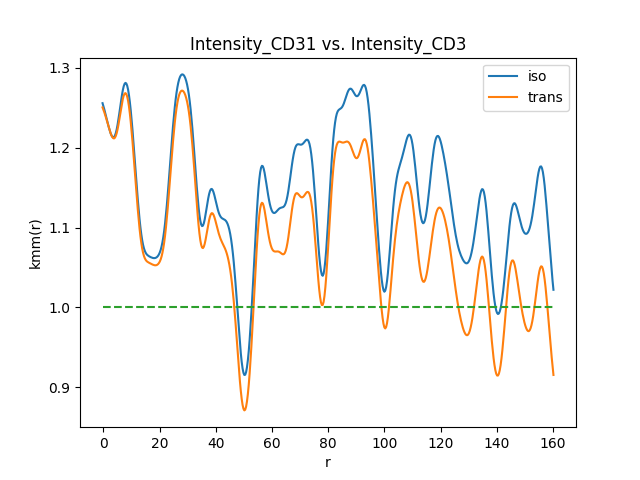 Intensity_CD31 vs. Intensity_CD3
iso
trans
1.3
1.2
1.1
1.0
0.9
kmm(r)
0 20 40 60 80 100 120 140 160
r